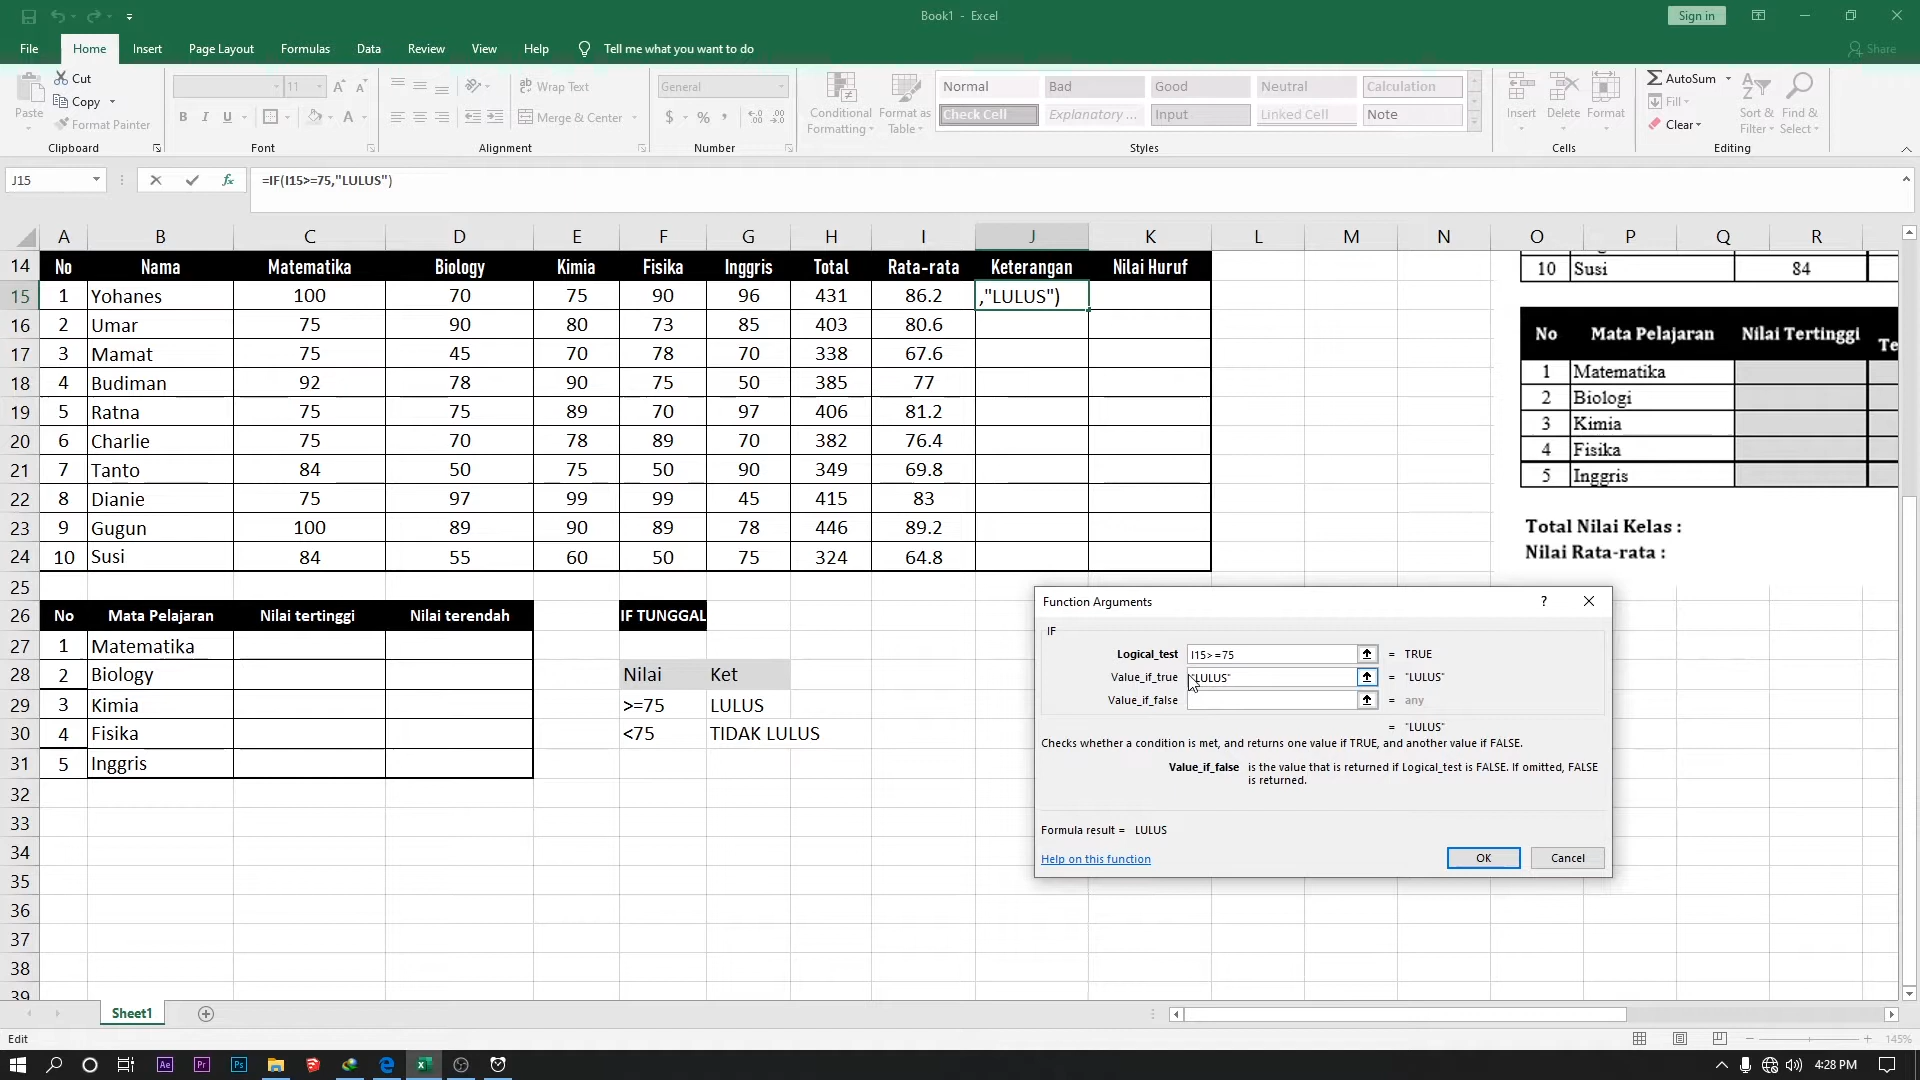 Book1 - Excel
Sign in
File Home Insert Page Layout Formulas Data Review View Help Tell me what you want to do
Share
Paste
Cut
Copy
Format Painter
Clipboard
11
B I U
Font
Wrap Text
Merge & Center
Alignment
General
$ % ,
Number
Conditional Formatting
Format as Table
Normal Bad Good Neutral Calculation
Check Cell Explanatory ... Input Linked Cell Note
Styles
Insert Delete Format
Cells
AutoSum
Fill
Clear
Sort & Filter
Find & Select
Editing
J15
fx
=IF(I15>=75,"LULUS")
A B C D E F G H I J K L M N O P Q R
14 No Nama Matematika Biology Kimia Fisika Inggris Total Rata-rata Keterangan Nilai Huruf
15 1 Yohanes 100 70 75 90 96 431 86.2 ,"LULUS")
16 2 Umar 75 90 80 73 85 403 80.6
17 3 Mamat 75 45 70 78 70 338 67.6
18 4 Budiman 92 78 90 75 50 385 77
19 5 Ratna 75 75 89 70 97 406 81.2
20 6 Charlie 75 70 78 89 70 382 76.4
21 7 Tanto 84 50 75 50 90 349 69.8
22 8 Dianie 75 97 99 99 45 415 83
23 9 Gugun 100 89 90 89 78 446 89.2
24 10 Susi 84 55 60 50 75 324 64.8
25
26 No Mata Pelajaran Nilai tertinggi Nilai terendah IF TUNGGAL
27 1 Matematika
28 2 Biology Nilai Ket
29 3 Kimia >=75 LULUS
30 4 Fisika <75 TIDAK LULUS
31 5 Inggris
32
33
34
35
36
37
38
39
10 Susi 84
No Mata Pelajaran Nilai Tertinggi Te
1 Matematika
2 Biologi
3 Kimia
4 Fisika
5 Inggris
Total Nilai Kelas :
Nilai Rata-rata :
Function Arguments
?
IF
Logical_test I15>=75 = TRUE
Value_if_true "LULUS" = "LULUS"
Value_if_false = any
= "LULUS"
Checks whether a condition is met, and returns one value if TRUE, and another value if FALSE.
Value_if_false is the value that is returned if Logical_test is FALSE. If omitted, FALSE
is returned.
Formula result = LULUS
Help on this function
OK
Cancel
Sheet1
Edit
145%
Ae Pr Ps
4:28 PM